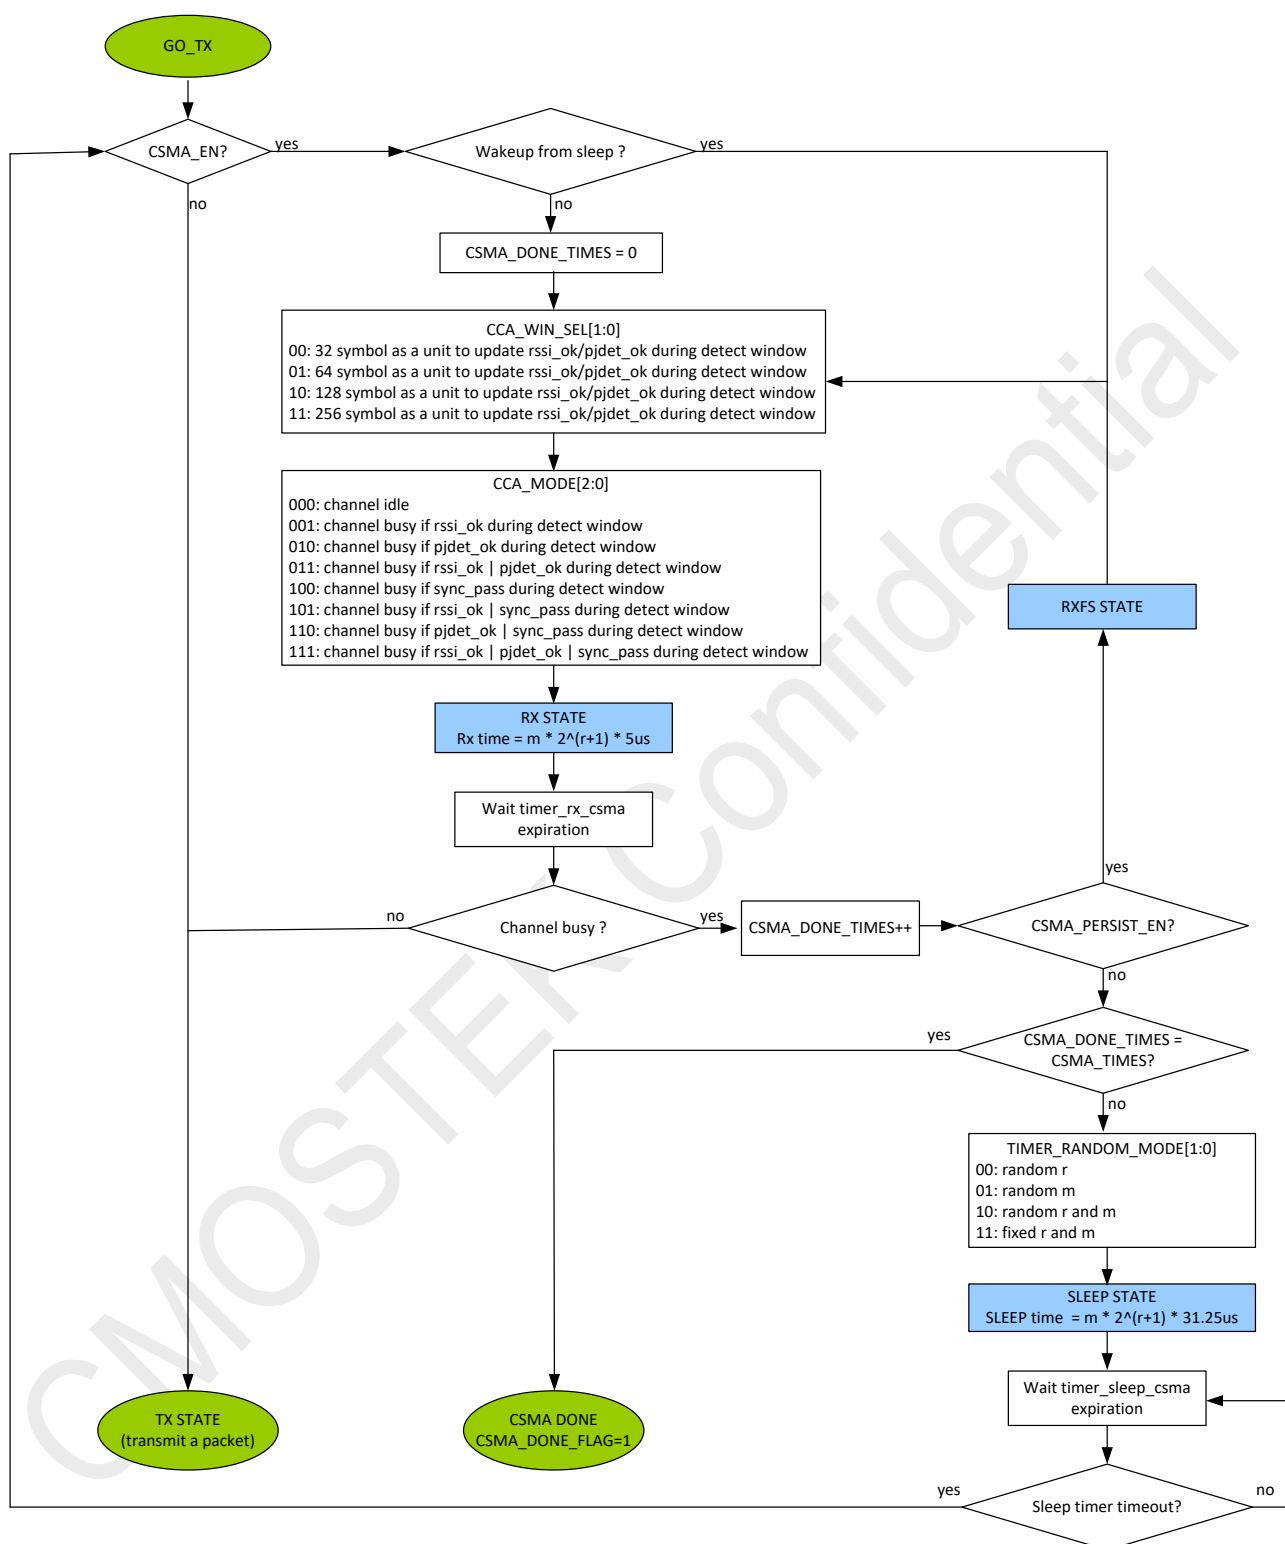 GO_TX
CSMA_EN?
yes
Wakeup from sleep ?
yes
no
no
CSMA_DONE_TIMES = 0
CCA_WIN_SEL[1:0]
00: 32 symbol as a unit to update rssi_ok/pjdet_ok during detect window
01: 64 symbol as a unit to update rssi_ok/pjdet_ok during detect window
10: 128 symbol as a unit to update rssi_ok/pjdet_ok during detect window
11: 256 symbol as a unit to update rssi_ok/pjdet_ok during detect window
CCA_MODE[2:0]
000: channel idle
001: channel busy if rssi_ok during detect window
010: channel busy if pjdet_ok during detect window
011: channel busy if rssi_ok | pjdet_ok during detect window
100: channel busy if sync_pass during detect window
101: channel busy if rssi_ok | sync_pass during detect window
110: channel busy if pjdet_ok | sync_pass during detect window
111: channel busy if rssi_ok | pjdet_ok | sync_pass during detect window
RXFS STATE
RX STATE
Rx time = m * 2^(r+1) * 5us
Wait timer_rx_csma
expiration
yes
no
Channel busy ?
yes
CSMA_DONE_TIMES++
CSMA_PERSIST_EN?
no
yes
CSMA_DONE_TIMES =
CSMA_TIMES?
no
TIMER_RANDOM_MODE[1:0]
00: random r
01: random m
10: random r and m
11: fixed r and m
SLEEP STATE
SLEEP time = m * 2^(r+1) * 31.25us
Wait timer_sleep_csma
expiration
TX STATE
(transmit a packet)
CSMA DONE
CSMA_DONE_FLAG=1
yes
Sleep timer timeout?
no
CMOSTEK Confidential